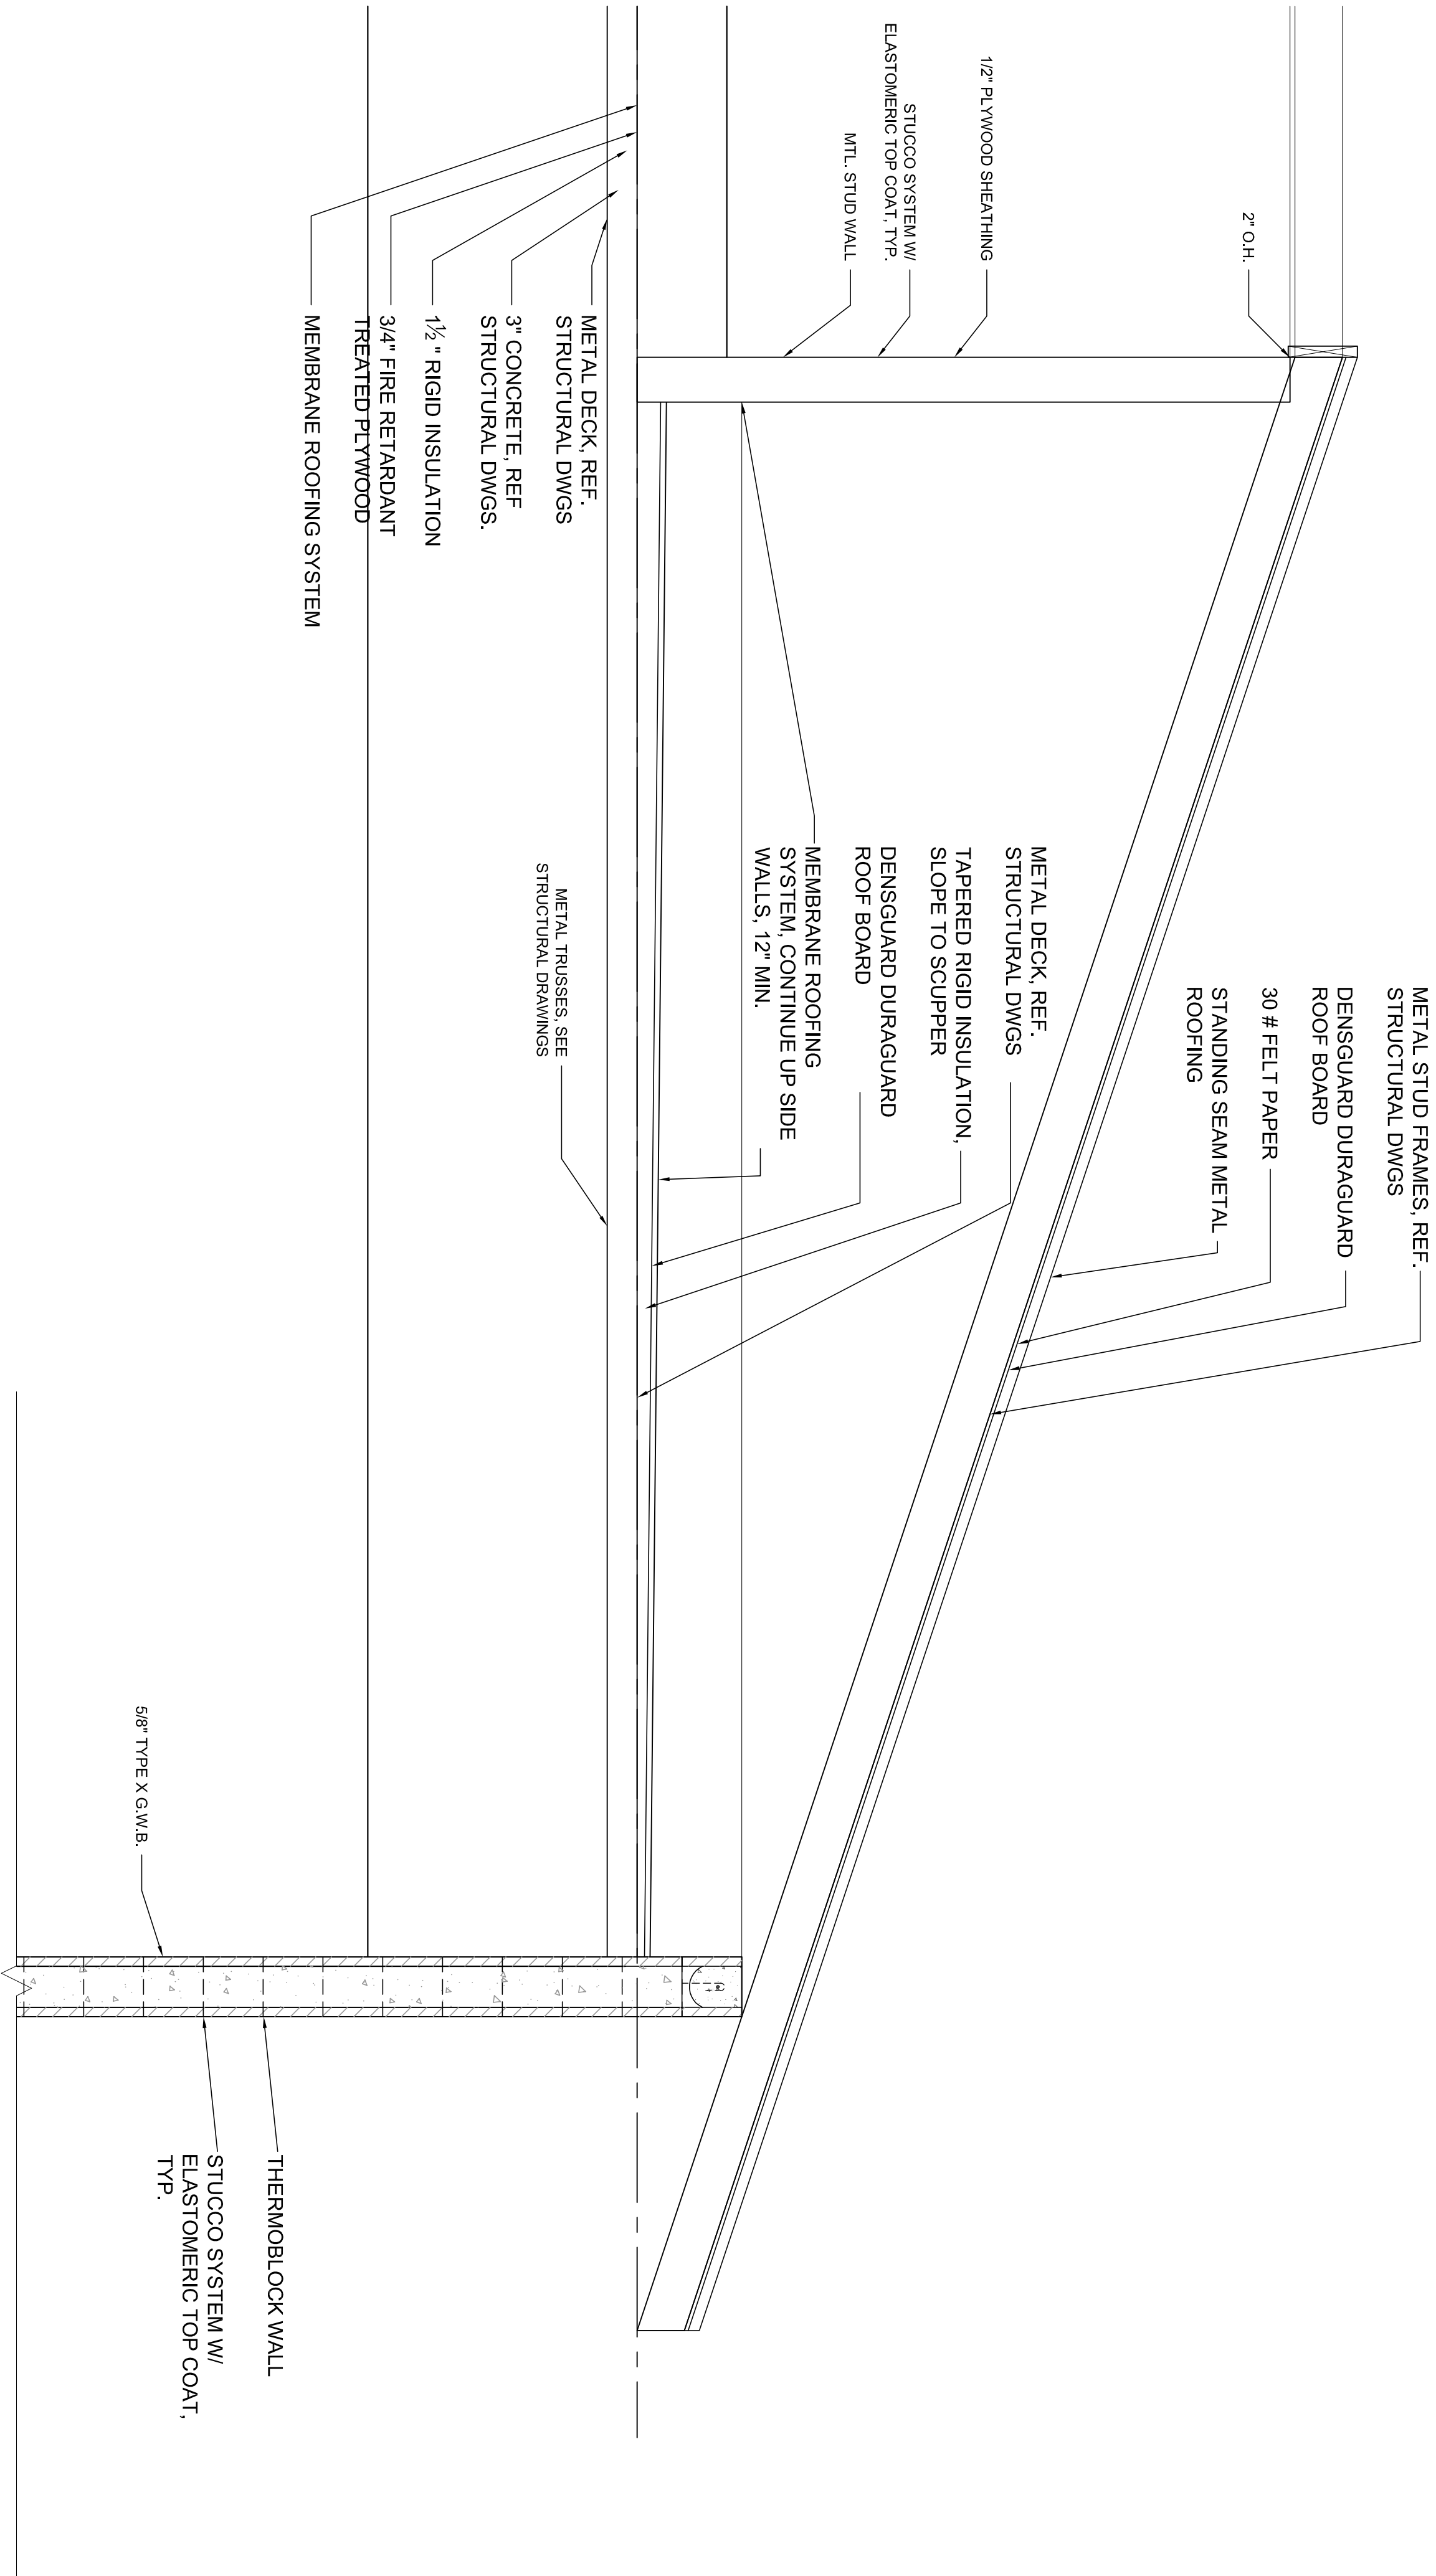 METAL STUD FRAMES, REF.
STRUCTURAL DWGS
DENSGUARD DURAGUARD
ROOF BOARD
30 # FELT PAPER
STANDING SEAM METAL
ROOFING
2" O.H.
1/2" PLYWOOD SHEATHING
STUCCO SYSTEM W/
ELASTOMERIC TOP COAT, TYP.
MTL. STUD WALL
METAL DECK, REF.
STRUCTURAL DWGS
TAPERED RIGID INSULATION,
SLOPE TO SCUPPER
DENSGUARD DURAGUARD
ROOF BOARD
MEMBRANE ROOFING
SYSTEM, CONTINUE UP SIDE
WALLS, 12" MIN.
METAL DECK, REF.
STRUCTURAL DWGS
3" CONCRETE, REF
STRUCTURAL DWGS.
1½ " RIGID INSULATION
3/4" FIRE RETARDANT
TREATED PLYWOOD
MEMBRANE ROOFING SYSTEM
METAL TRUSSES, SEE
STRUCTURAL DRAWINGS
5/8" TYPE X G.W.B.
THERMOBLOCK WALL
STUCCO SYSTEM W/
ELASTOMERIC TOP COAT,
TYP.